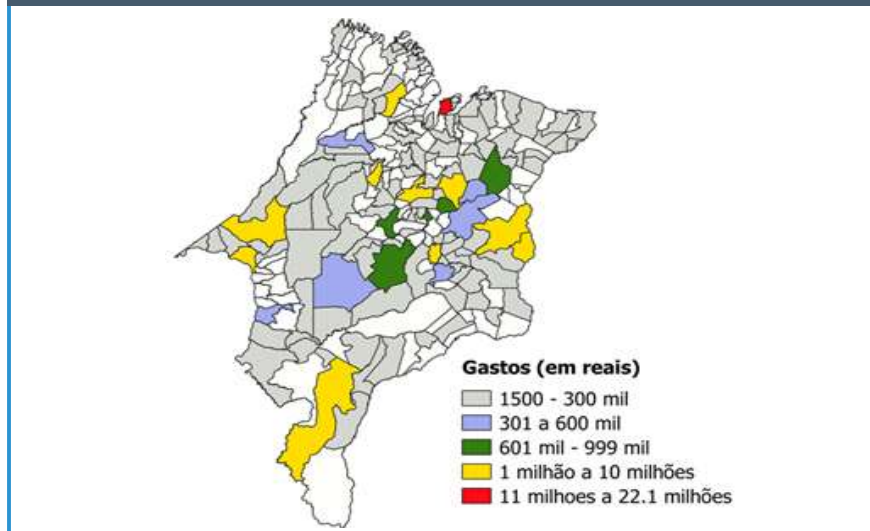 Gastos (em reais)
1500 - 300 mil
301 a 600 mil
601 mil - 999 mil
1 milhão a 10 milhões
11 milhoes a 22.1 milhões